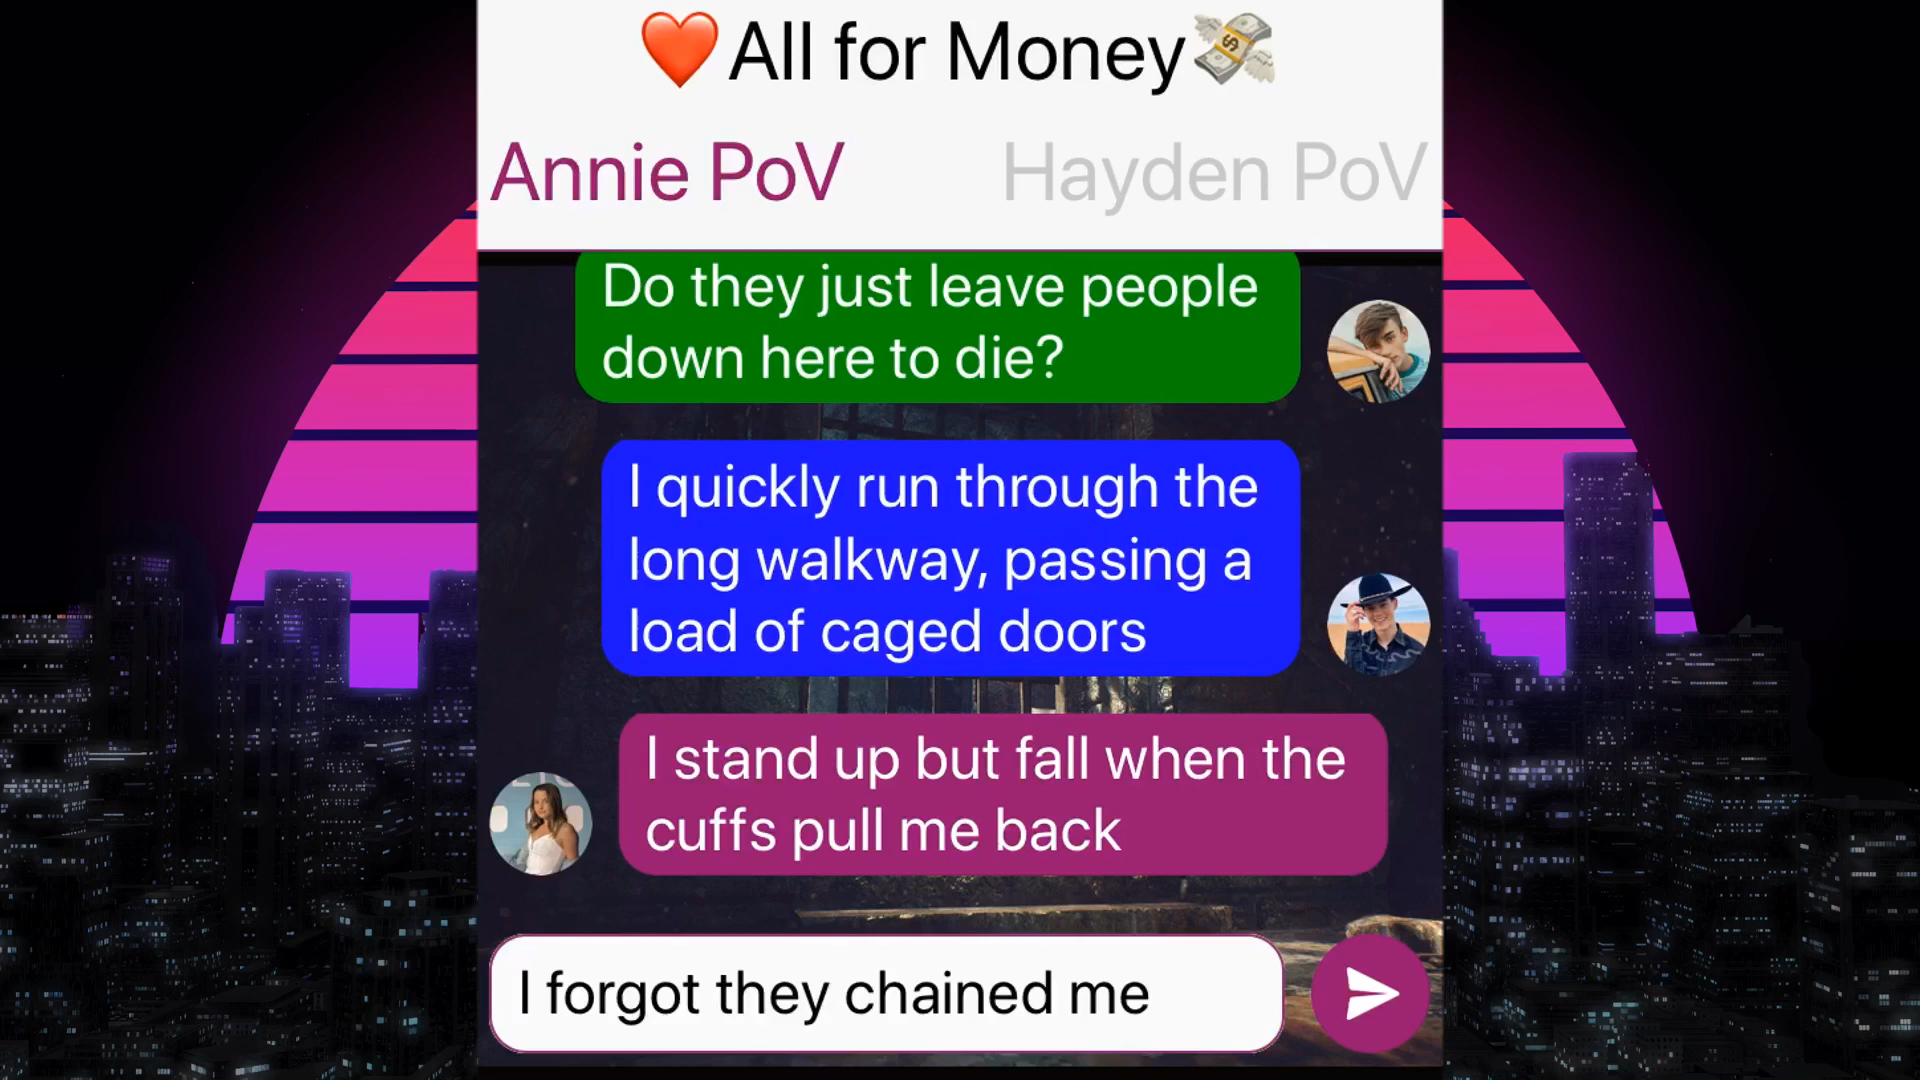 ❤️All for Money💸
Annie PoV
Hayden PoV
Do they just leave people
down here to die?
I quickly run through the
long walkway, passing a
load of caged doors
I stand up but fall when the
cuffs pull me back
I forgot they chained me